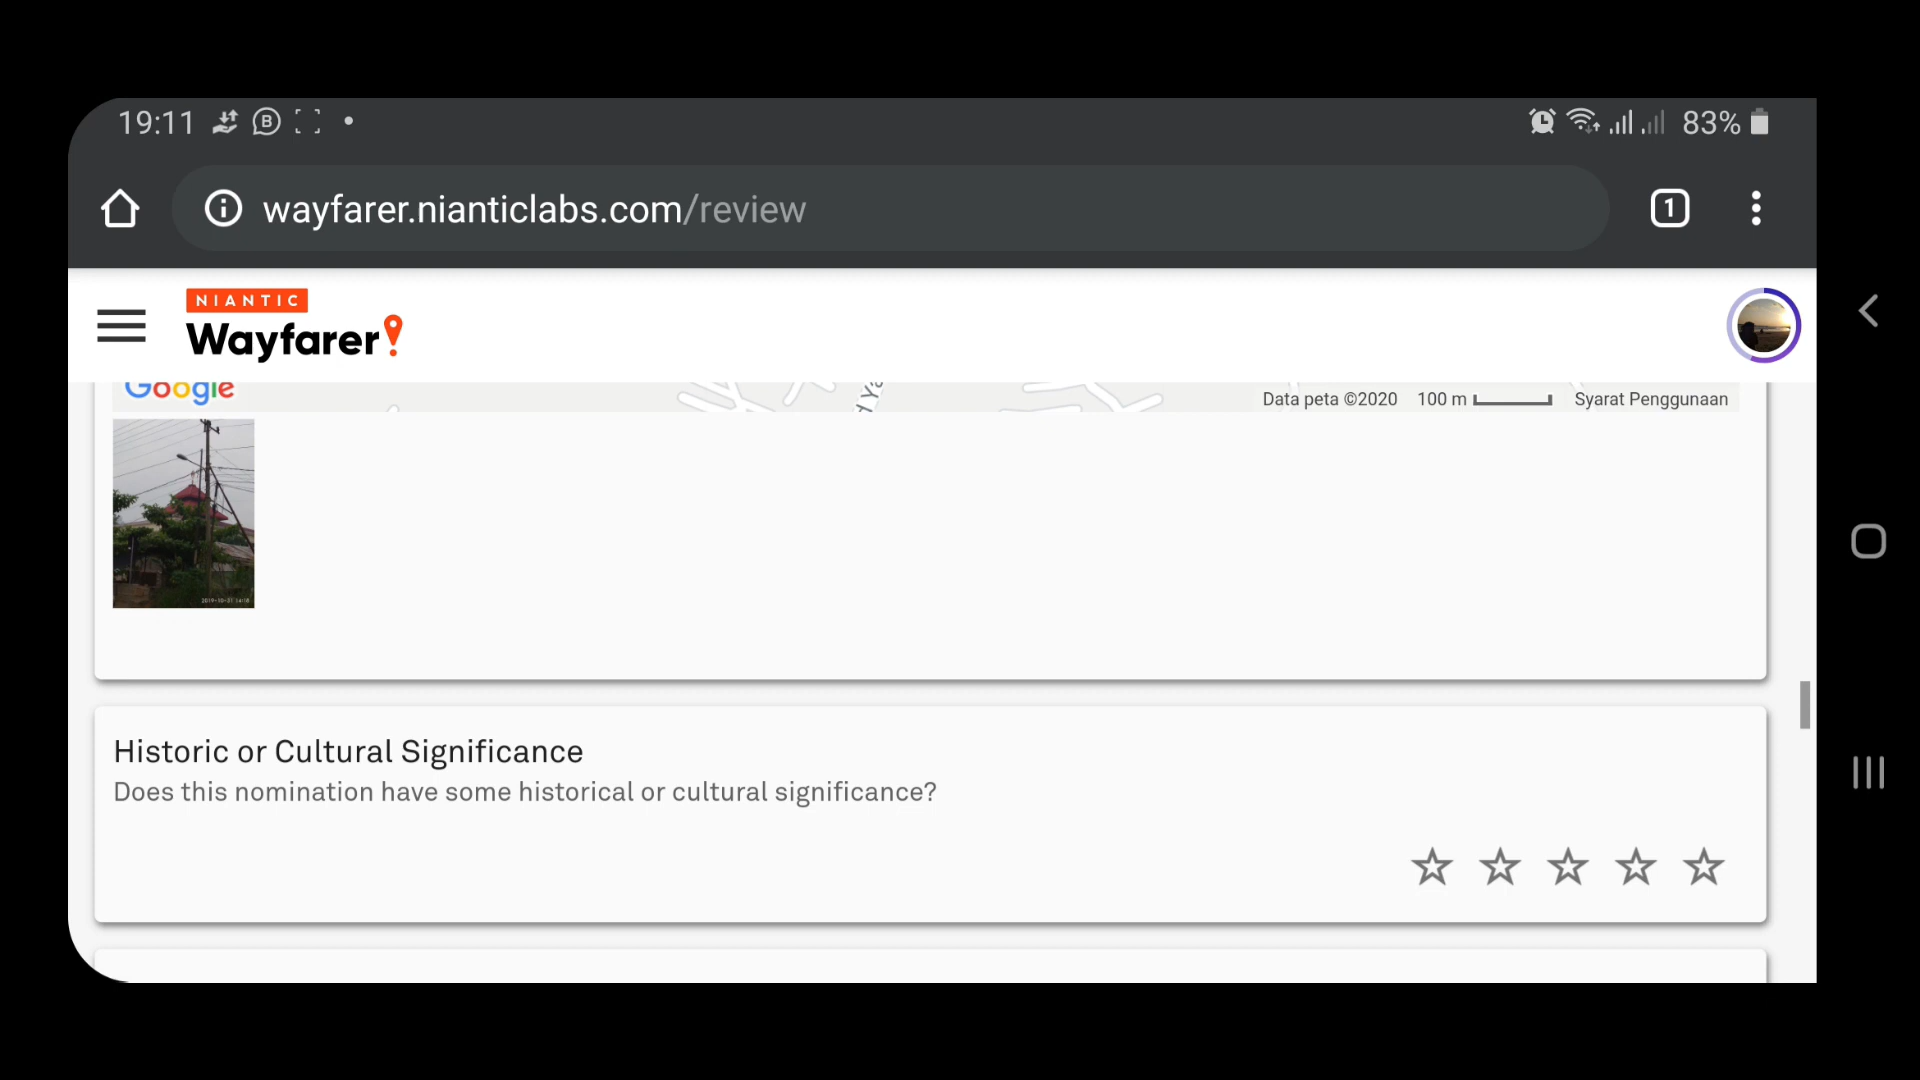 19:11
83%
wayfarer.nianticlabs.com/review
1
NIANTIC
Wayfarer
Google
Data peta ©2020 100 m Syarat Penggunaan
Historic or Cultural Significance
Does this nomination have some historical or cultural significance?